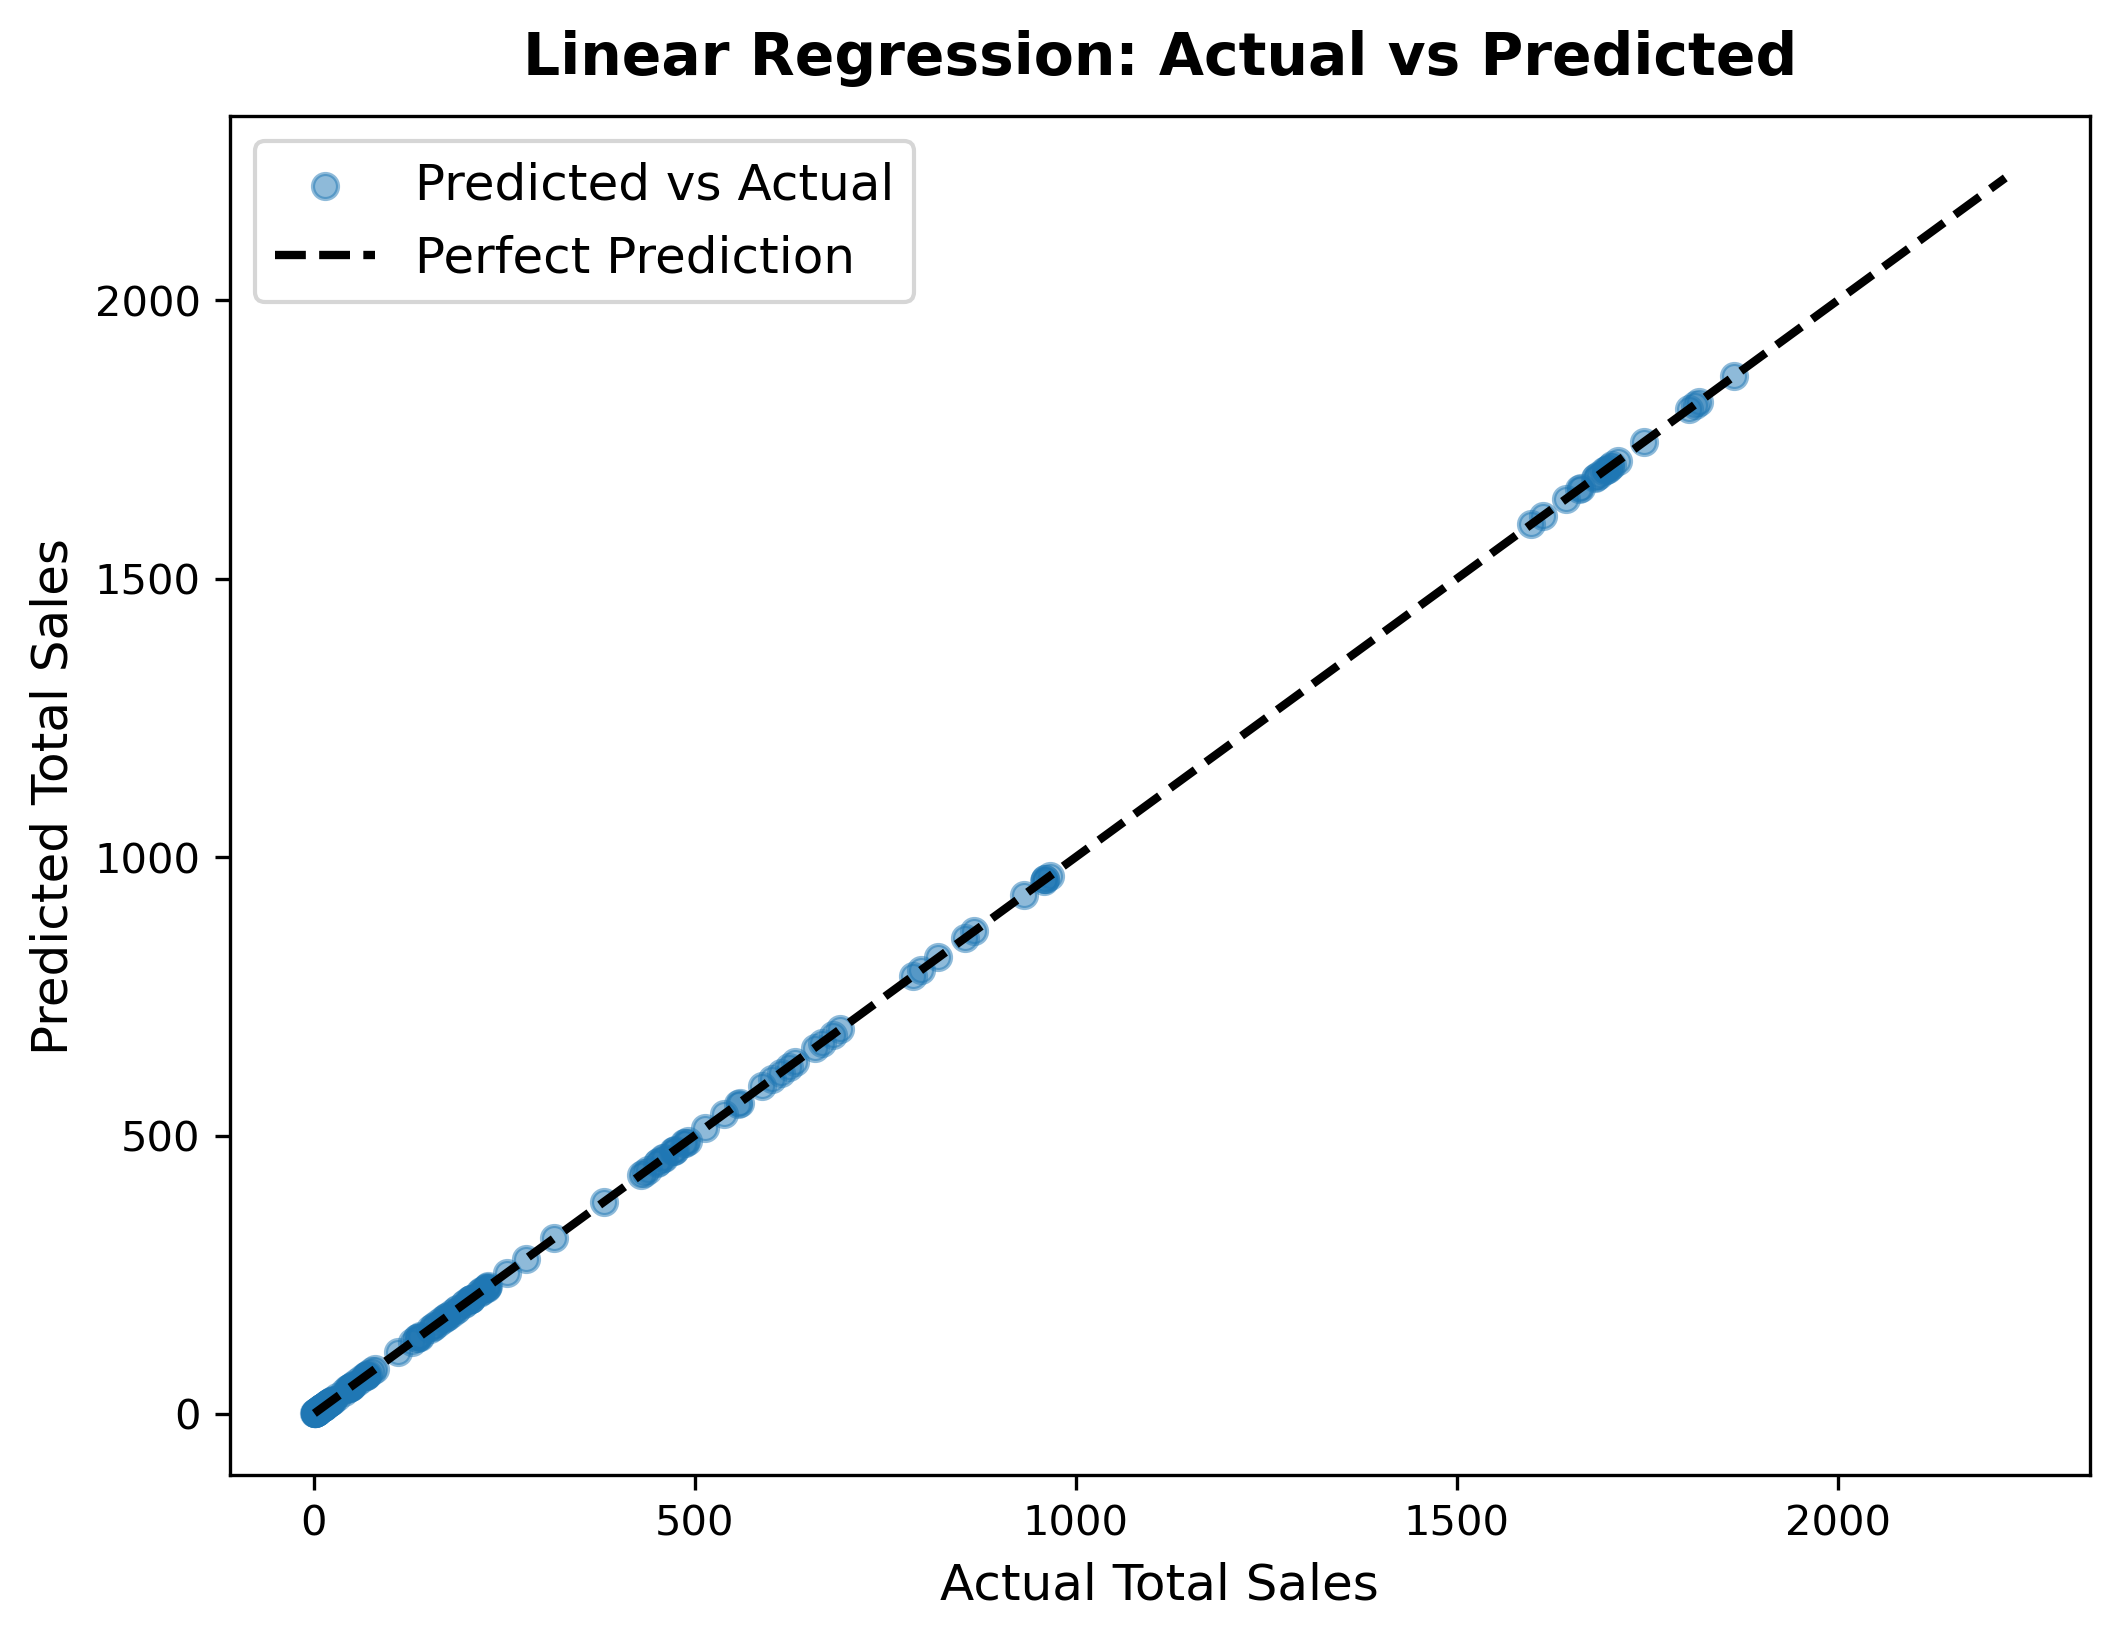 Linear Regression: Actual vs Predicted
Predicted vs Actual
Perfect Prediction
Predicted Total Sales
2000
1500
1000
500
0
0 500 1000 1500 2000
Actual Total Sales